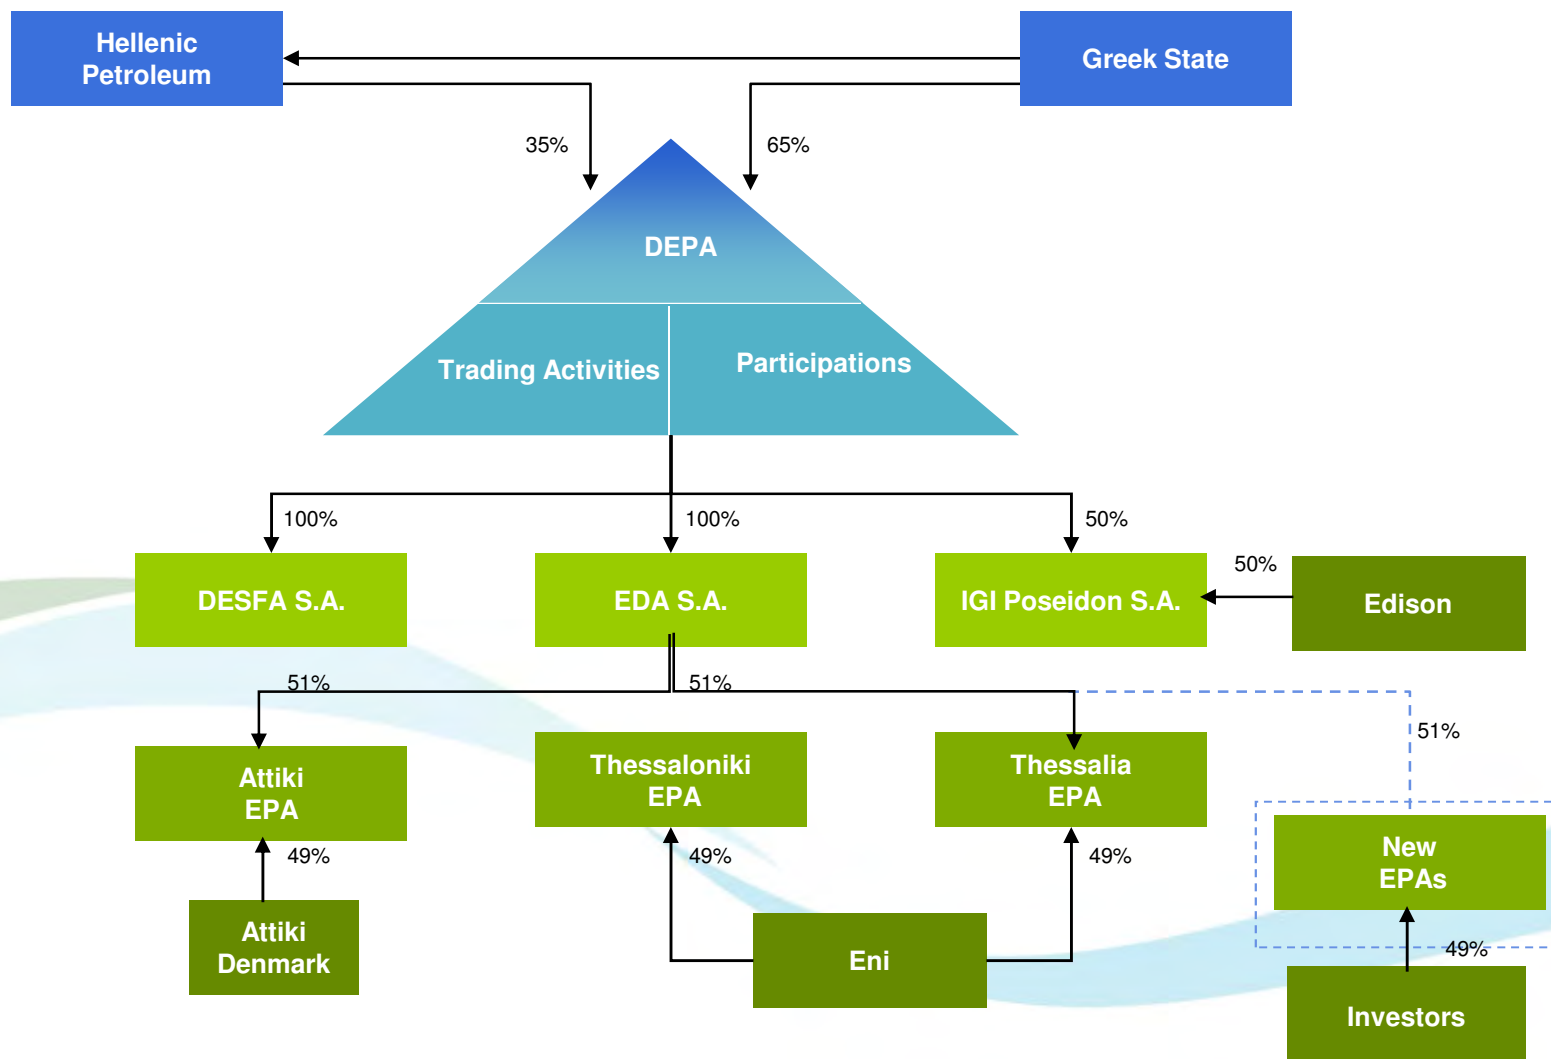 Hellenic
Petroleum
Greek State
35%
65%
DEPA
Trading Activities
Participations
100%
100%
50%
DESFA S.A.
EDA S.A.
IGI Poseidon S.A.
50%
Edison
51%
51%
51%
Attiki
EPA
Thessaloniki
EPA
Thessalia
EPA
New
EPAs
49%
49%
49%
49%
Attiki
Denmark
Eni
Investors